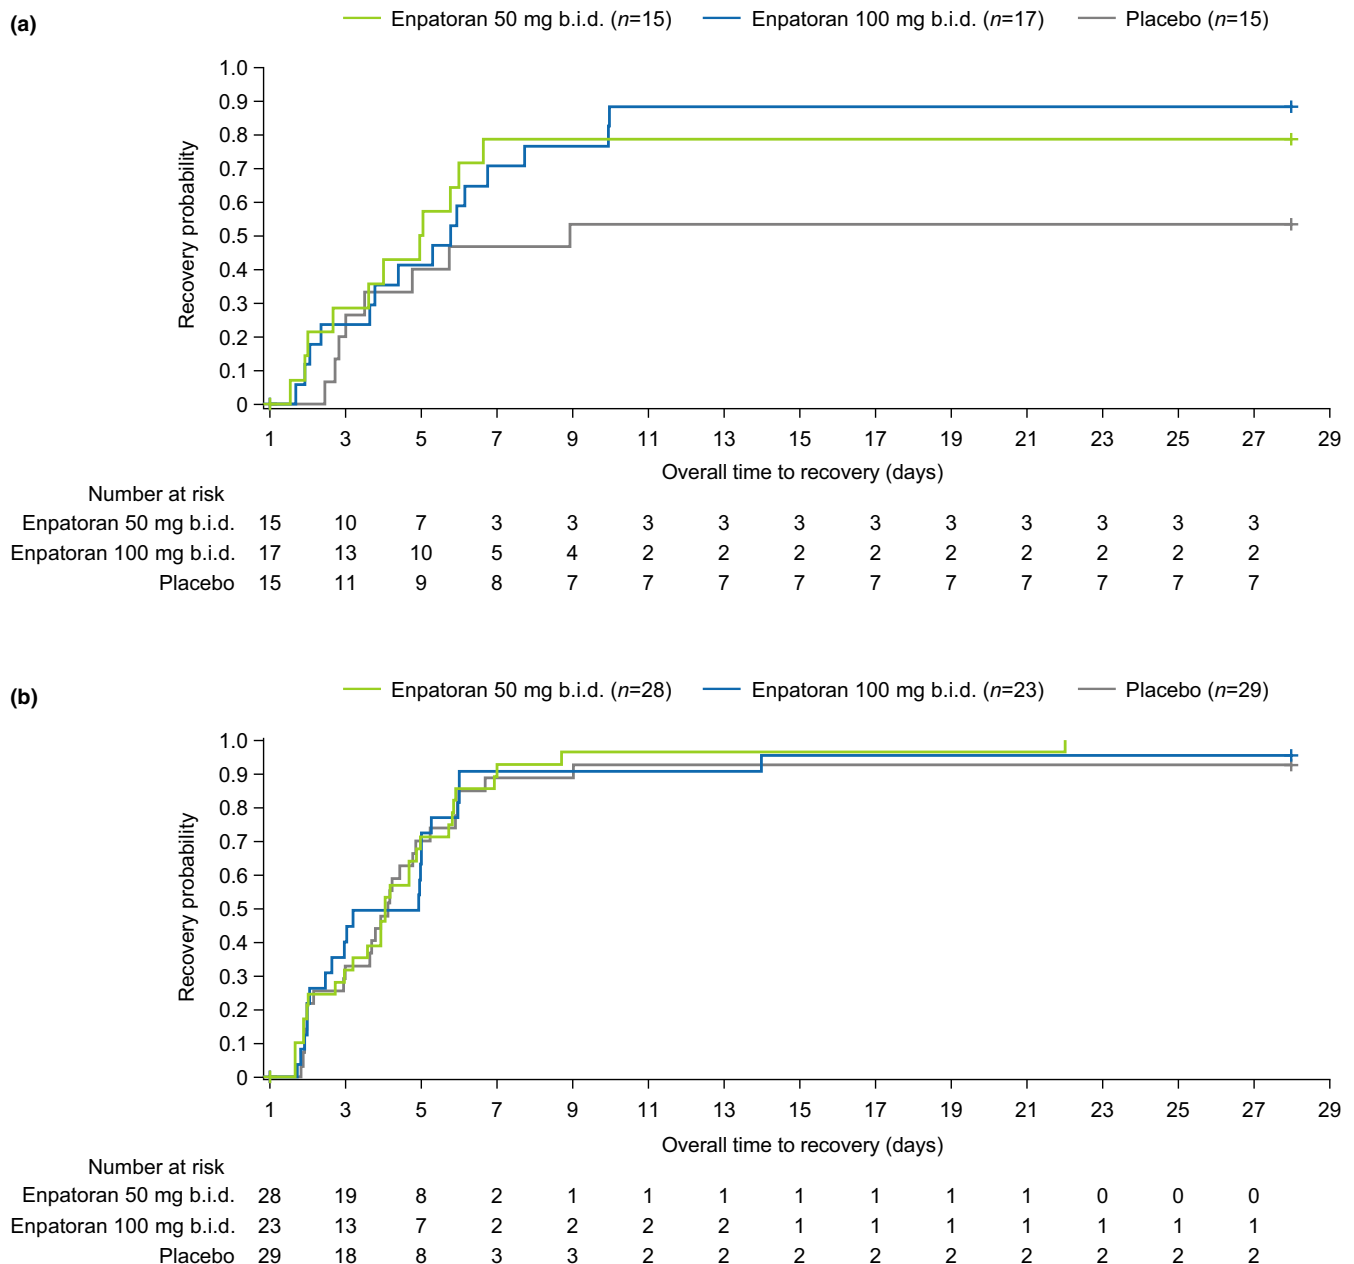 (a)
Enpatoran 50 mg b.i.d. (n=15) Enpatoran 100 mg b.i.d. (n=17) Placebo (n=15)
1.0
0.9
0.8
0.7
0.6
0.5
0.4
0.3
0.2
0.1
0
Recovery probability
1 3 5 7 9 11 13 15 17 19 21 23 25 27 29
Overall time to recovery (days)
Number at risk
Enpatoran 50 mg b.i.d. 15 10 7 3 3 3 3 3 3 3 3 3 3 3
Enpatoran 100 mg b.i.d. 17 13 10 5 4 2 2 2 2 2 2 2 2 2
Placebo 15 11 9 8 7 7 7 7 7 7 7 7 7 7
(b)
Enpatoran 50 mg b.i.d. (n=28) Enpatoran 100 mg b.i.d. (n=23) Placebo (n=29)
1.0
0.9
0.8
0.7
0.6
0.5
0.4
0.3
0.2
0.1
0
Recovery probability
1 3 5 7 9 11 13 15 17 19 21 23 25 27 29
Overall time to recovery (days)
Number at risk
Enpatoran 50 mg b.i.d. 28 19 8 2 1 1 1 1 1 1 1 0 0 0
Enpatoran 100 mg b.i.d. 23 13 7 2 2 2 2 1 1 1 1 1 1 1
Placebo 29 18 8 3 3 2 2 2 2 2 2 2 2 2